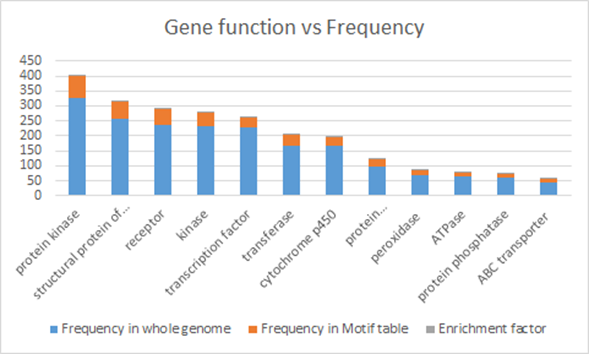 Gene function vs Frequency
450
400
350
300
250
200
150
100
50
0
protein kinase
structural protein of...
receptor
kinase
transcription factor
transferase
cytochrome p450
protein...
peroxidase
ATPase
protein phosphatase
ABC transporter
Frequency in whole genome
Frequency in Motif table
Enrichment factor